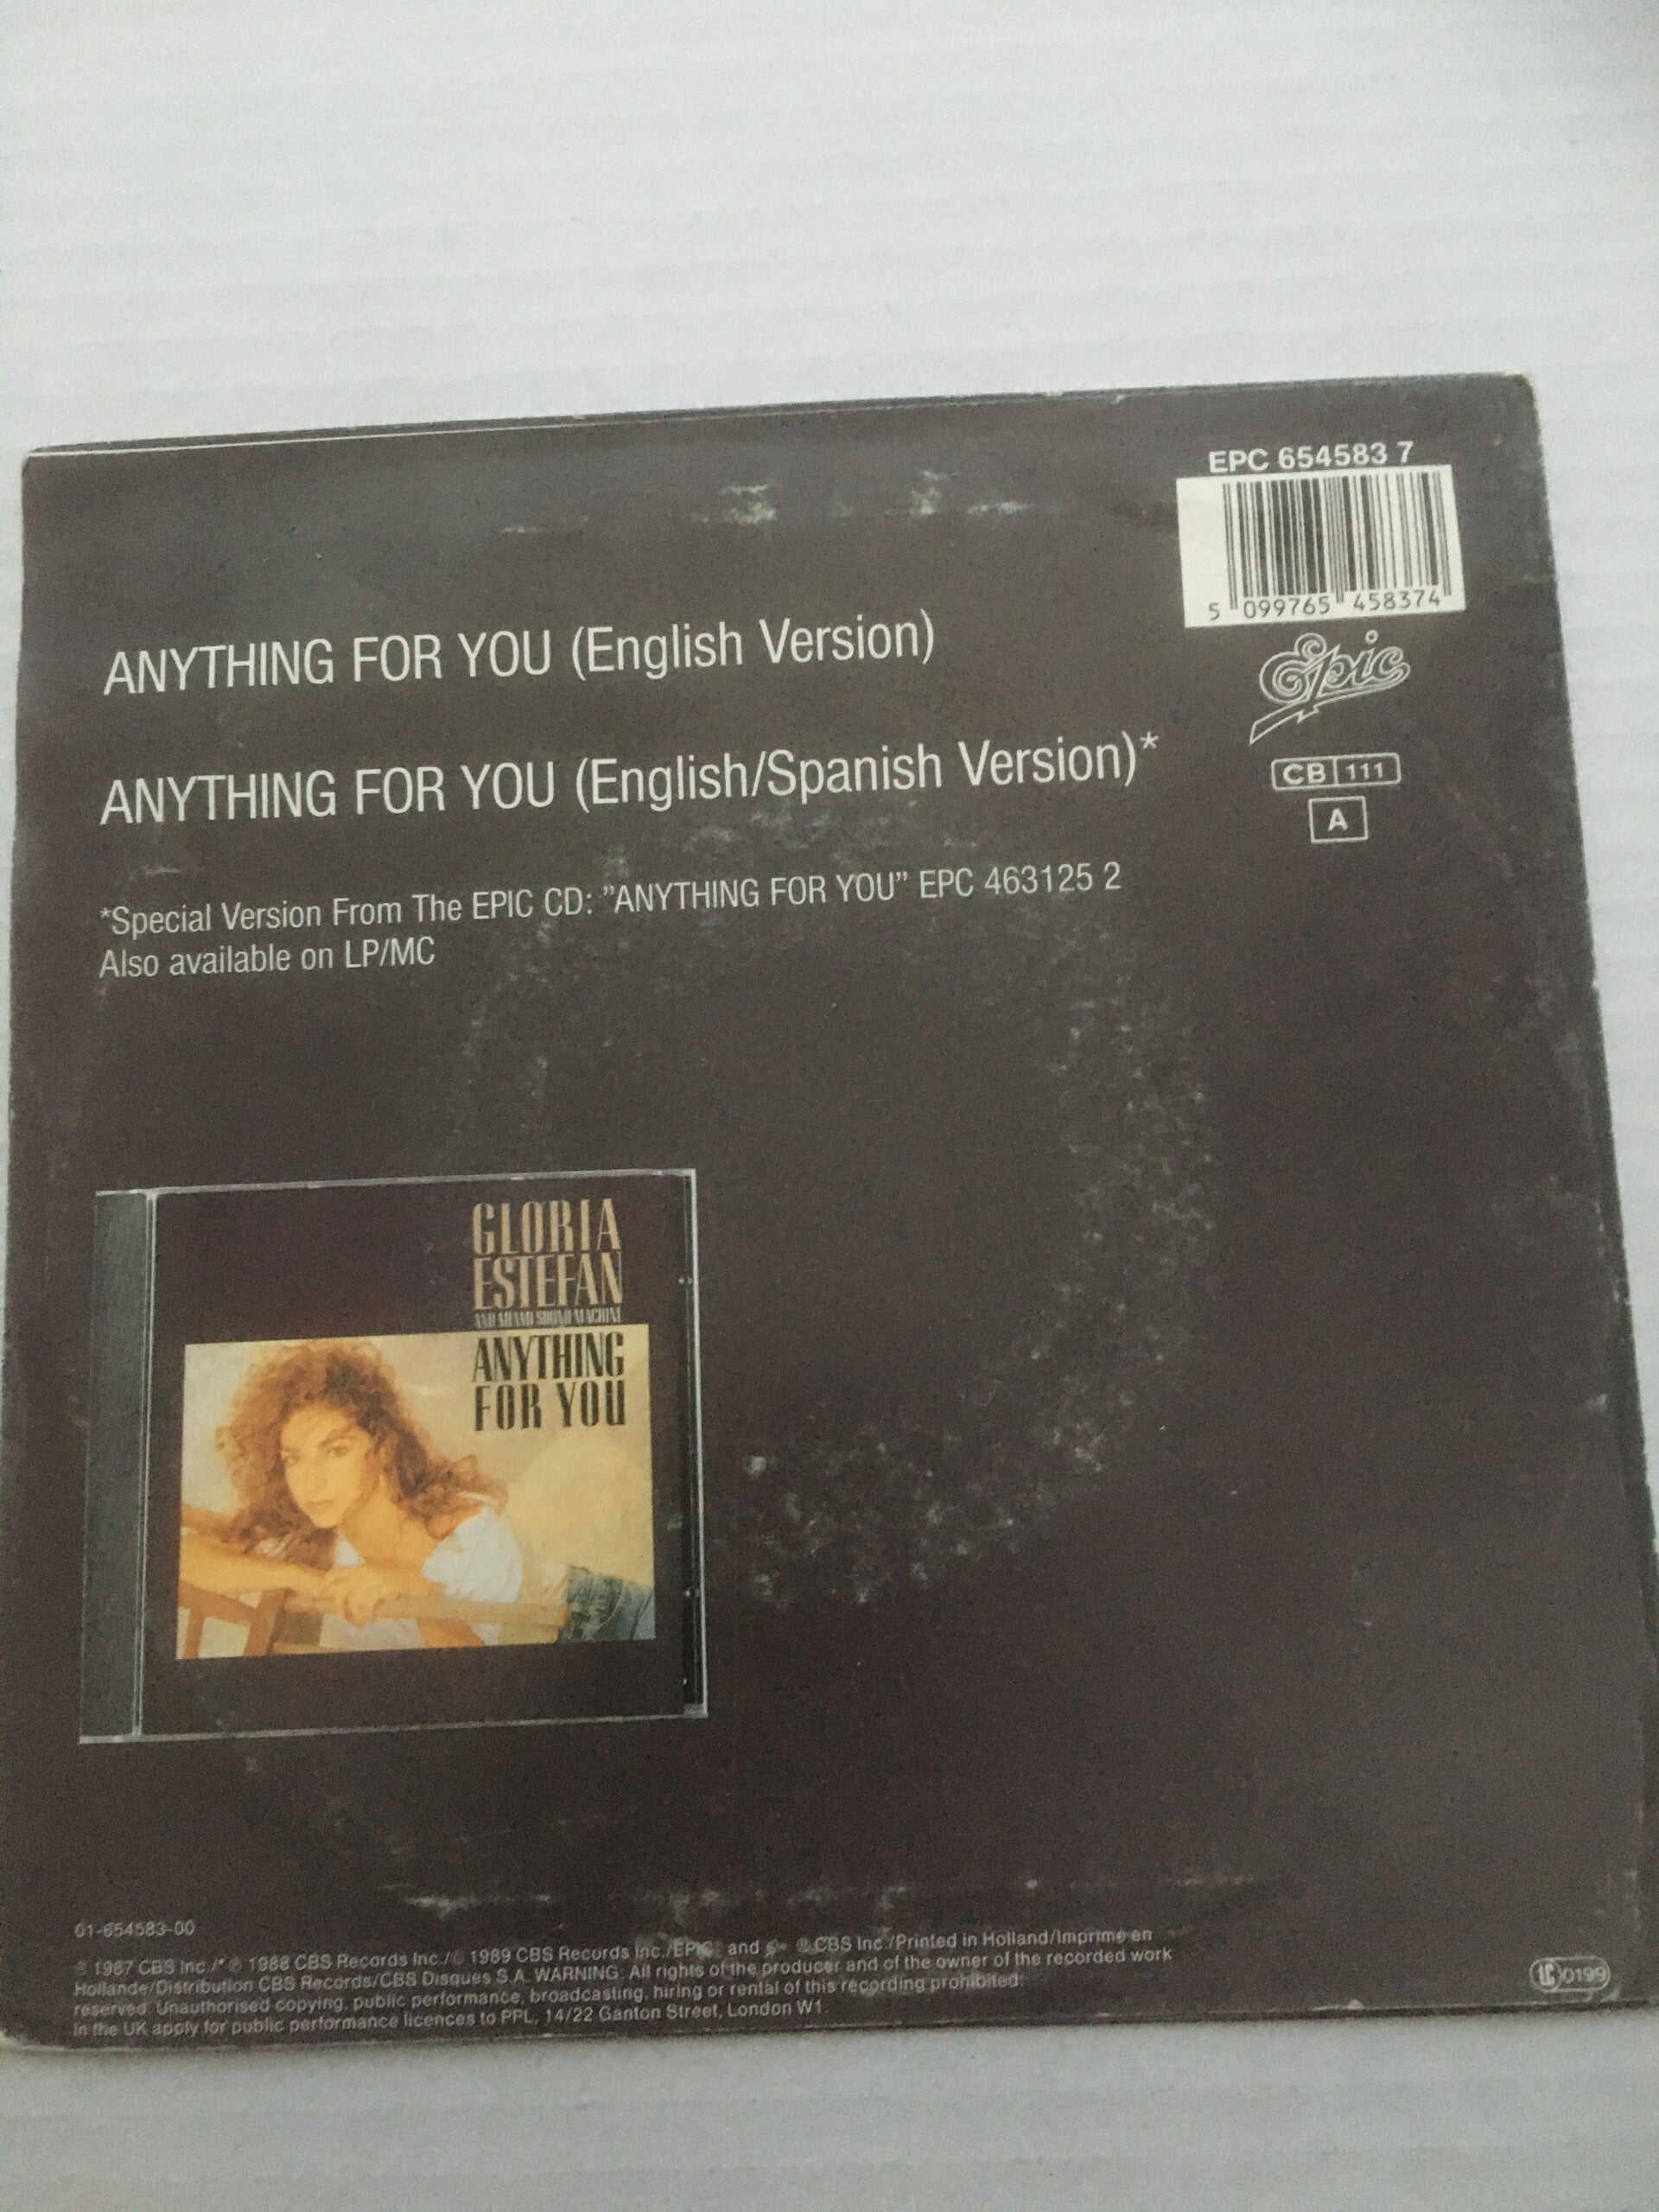 EPC 654583 7
5 099765 458374
Epic
CB 111
A
ANYTHING FOR YOU (English Version)
ANYTHING FOR YOU (English/Spanish Version)*
*Special Version From The EPIC CD: ”ANYTHING FOR YOU” EPC 463125 2
Also available on LP/MC
GLORIA
ESTEFAN
AND MIAMI SOUND MACHINE
ANYTHING
FOR YOU
01-654583-00
℗ 1987 CBS Inc./* ℗ 1988 CBS Records Inc./© 1989 CBS Records Inc./EPIC and ® CBS Inc./Printed in Holland/Imprimé en
Hollande/Distribution CBS Records/CBS Disques S.A. WARNING: All rights of the producer and of the owner of the recorded work
reserved. Unauthorised copying, public performance, broadcasting, hiring or rental of this recording prohibited.
In the UK apply for public performance licences to PPL, 14/22 Ganton Street, London W1.
LC 0199